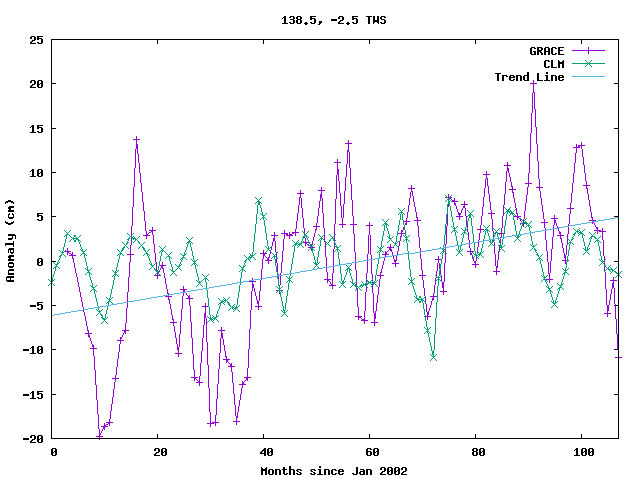 138.5, -2.5 TWS
GRACE
CLM
Trend Line
Anomaly (cm)
25
20
15
10
5
0
-5
-10
-15
-20
0 20 40 60 80 100
Months since Jan 2002